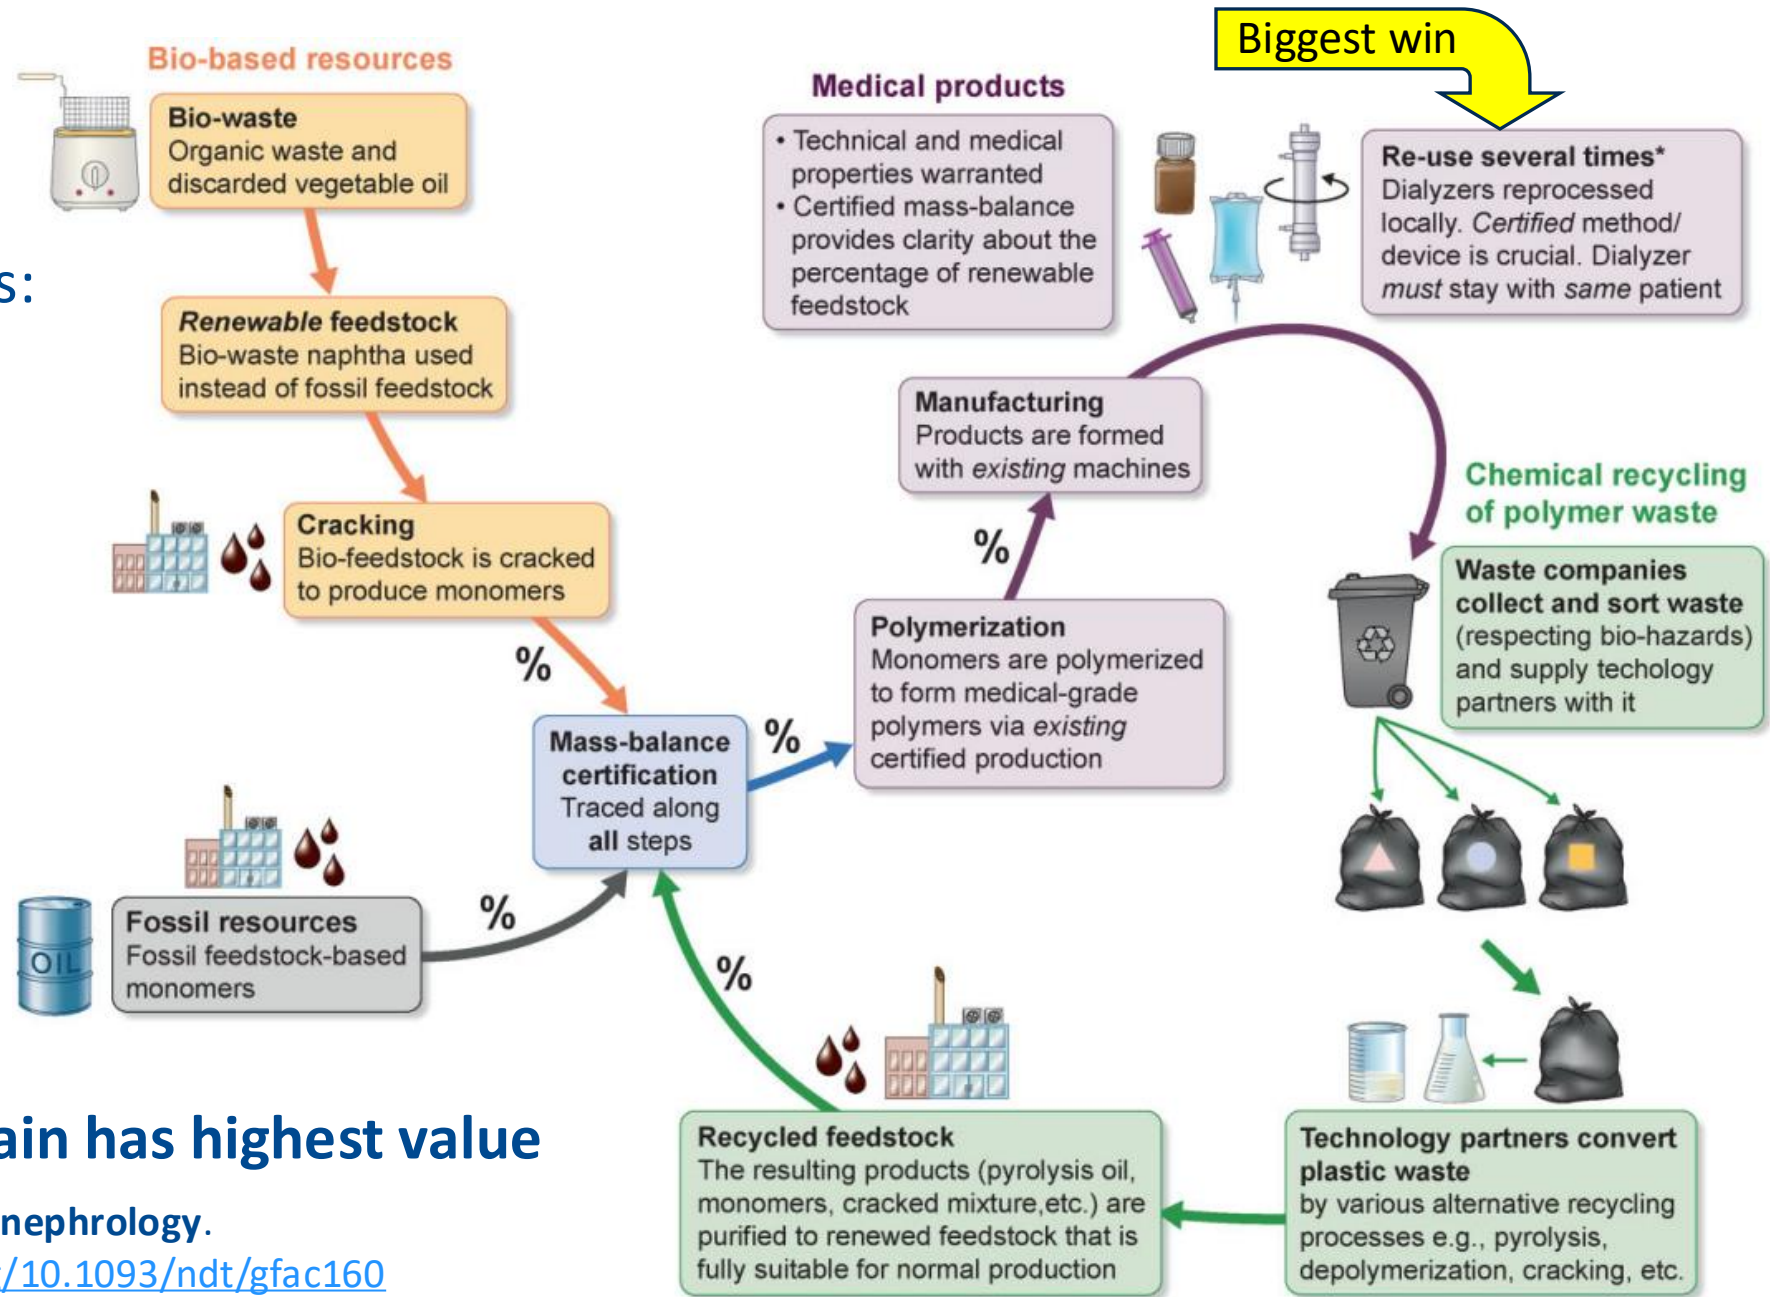 Biggest win
Bio-based resources
Bio-waste
Organic waste and
discarded vegetable oil
s:
Renewable feedstock
Bio-waste naphtha used
instead of fossil feedstock
Cracking
Bio-feedstock is cracked
to produce monomers
%
Mass-balance
certification
Traced along
all steps
%
Fossil resources
Fossil feedstock-based
monomers
OIL
%
Medical products
• Technical and medical
properties warranted
• Certified mass-balance
provides clarity about the
percentage of renewable
feedstock
Re-use several times*
Dialyzers reprocessed
locally. Certified method/
device is crucial. Dialyzer
must stay with same patient
Manufacturing
Products are formed
with existing machines
%
Polymerization
Monomers are polymerized
to form medical-grade
polymers via existing
certified production
Chemical recycling
of polymer waste
Waste companies
collect and sort waste
(respecting bio-hazards)
and supply techology
partners with it
Technology partners convert
plastic waste
by various alternative recycling
processes e.g., pyrolysis,
depolymerization, cracking, etc.
Recycled feedstock
The resulting products (pyrolysis oil,
monomers, cracked mixture,etc.) are
purified to renewed feedstock that is
fully suitable for normal production
%
ain has highest value
nephrology.
/10.1093/ndt/gfac160